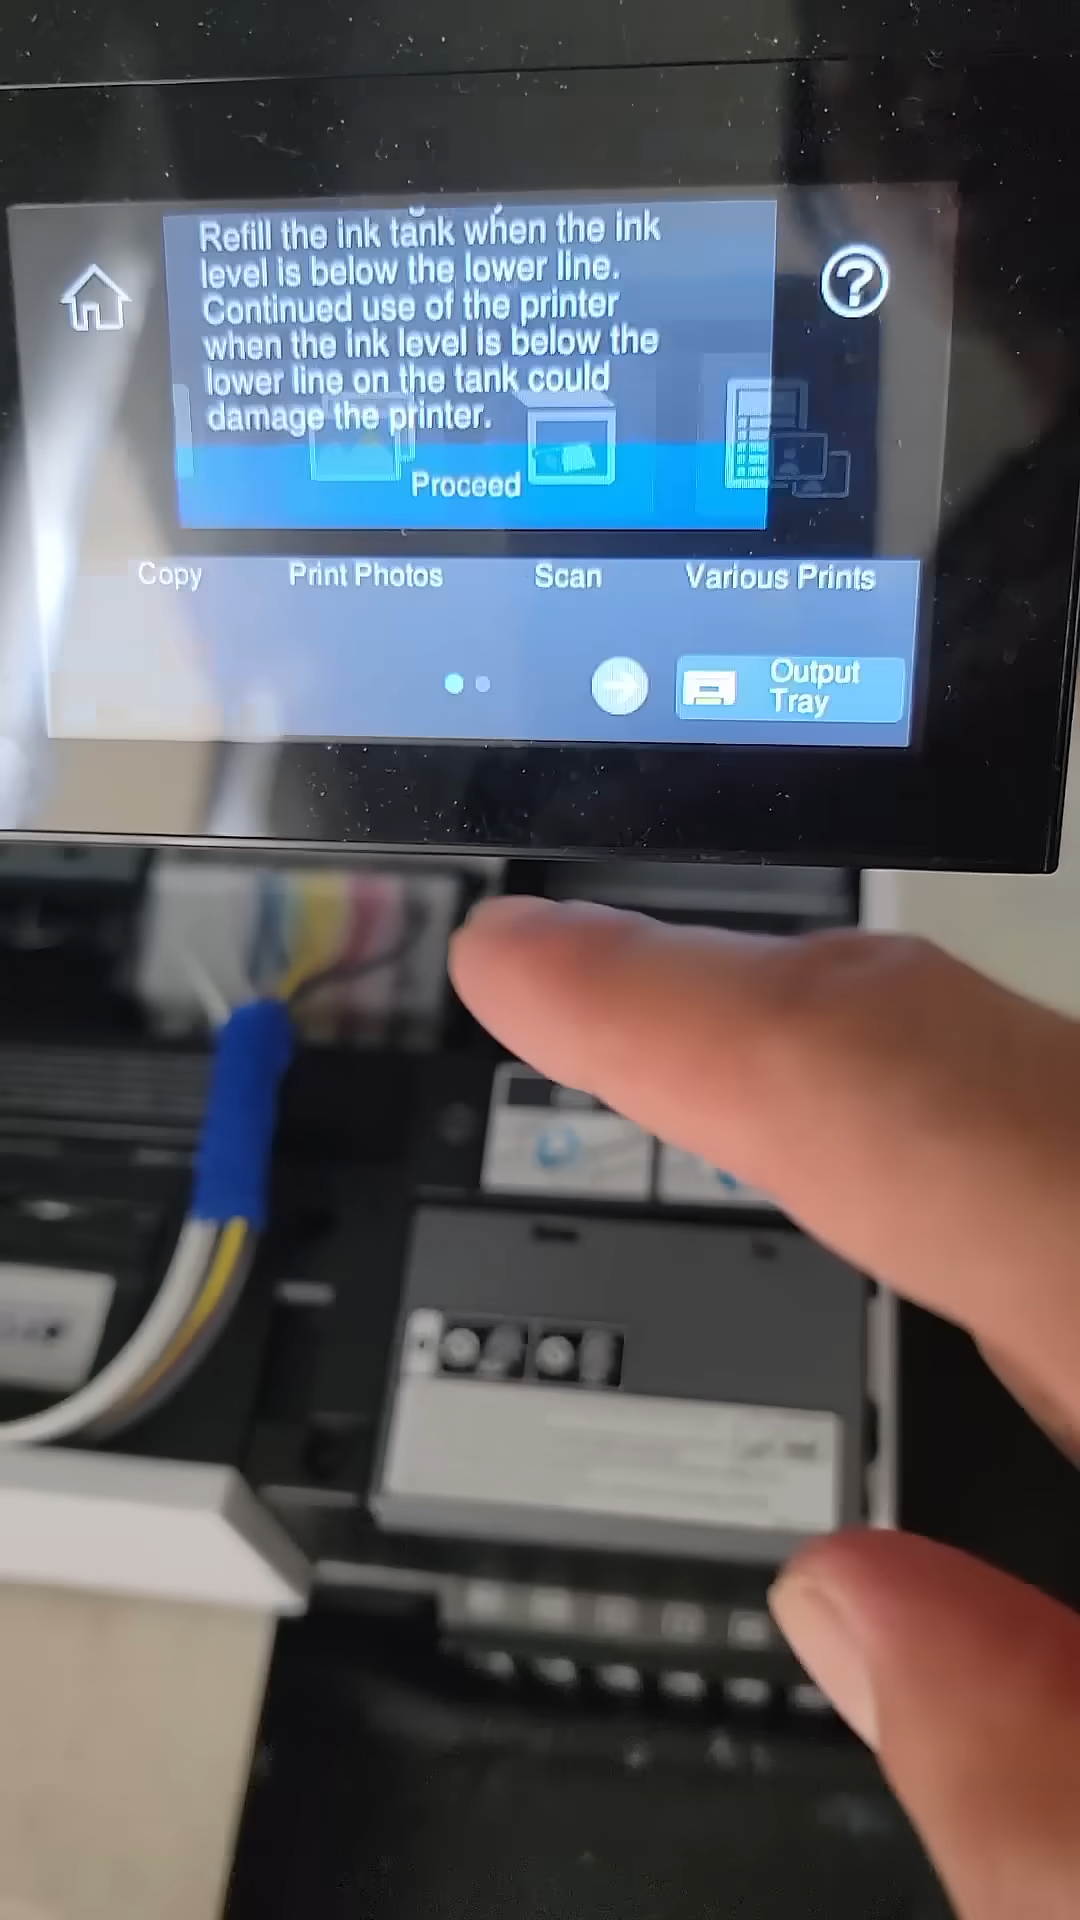 Refill the ink tank when the ink
level is below the lower line.
Continued use of the printer
when the ink level is below the
lower line on the tank could
damage the printer.
Proceed
Copy
Print Photos
Scan
Various Prints
Output
Tray